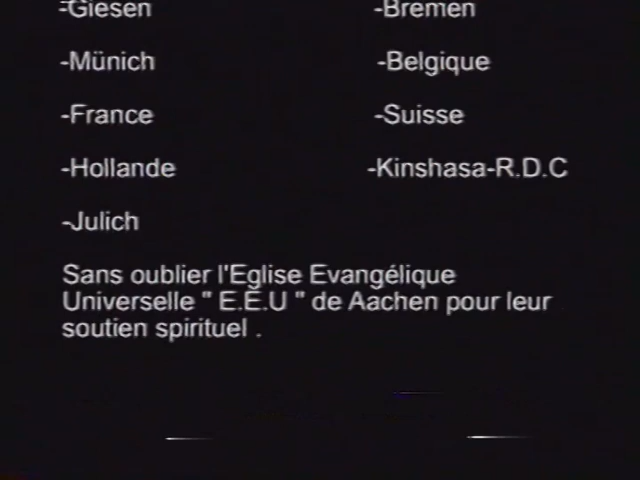 -Giesen -Bremen
-Münich -Belgique
-France -Suisse
-Hollande -Kinshasa-R.D.C
-Julich
Sans oublier l'Eglise Evangélique
Universelle " E.E.U " de Aachen pour leur
soutien spirituel .